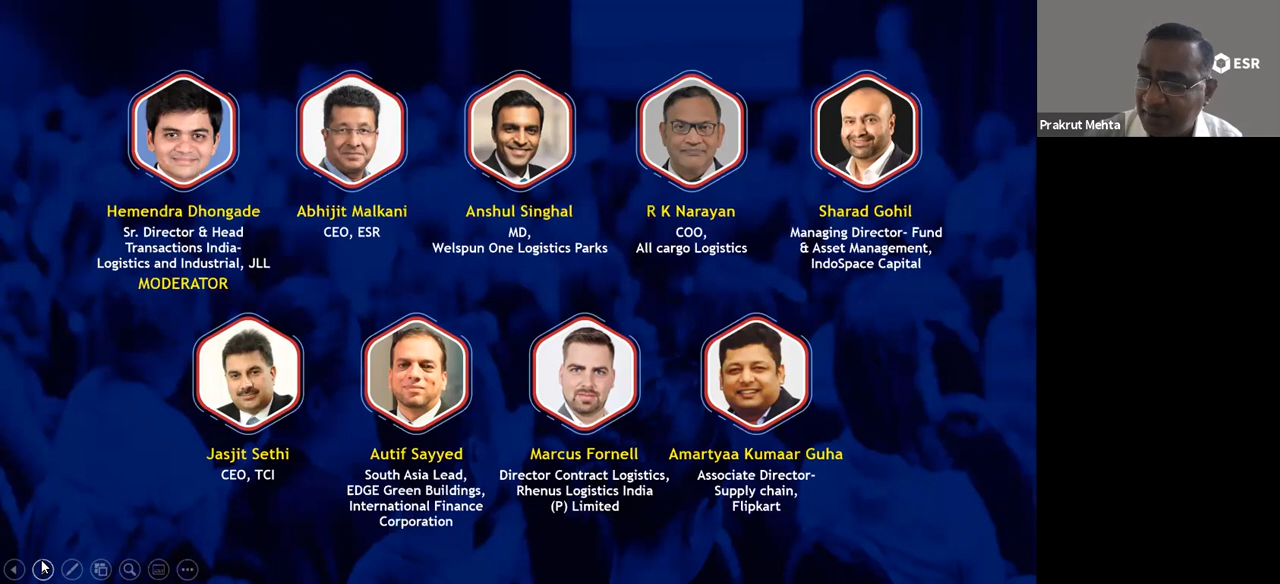 Hemendra Dhongade
Sr. Director & Head
Transactions India-
Logistics and Industrial, JLL
MODERATOR
Abhijit Malkani
CEO, ESR
Anshul Singhal
MD,
Welspun One Logistics Parks
R K Narayan
COO,
All cargo Logistics
Sharad Gohil
Managing Director- Fund
& Asset Management,
IndoSpace Capital
Jasjit Sethi
CEO, TCI
Autif Sayyed
South Asia Lead,
EDGE Green Buildings,
International Finance
Corporation
Marcus Fornell
Director Contract Logistics,
Rhenus Logistics India
(P) Limited
Amartyaa Kumaar Guha
Associate Director-
Supply chain,
Flipkart
ESR
Prakrut Mehta